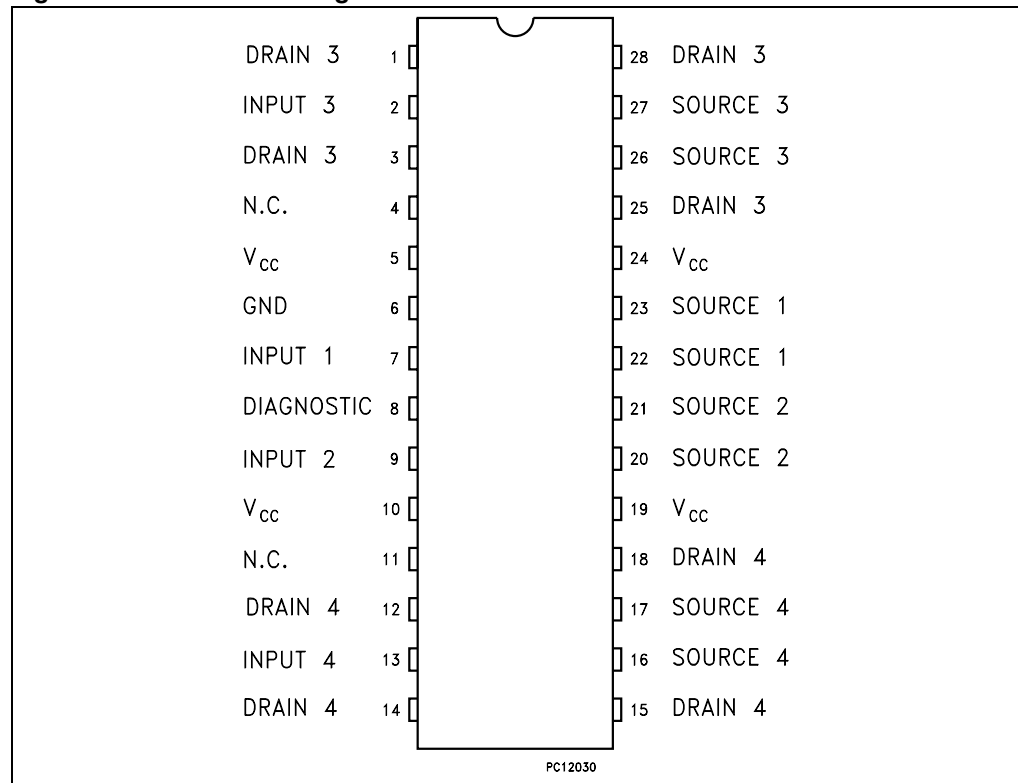 DRAIN 3 1 28 DRAIN 3
INPUT 3 2 27 SOURCE 3
DRAIN 3 3 26 SOURCE 3
N.C. 4 25 DRAIN 3
VCC 5 24 VCC
GND 6 23 SOURCE 1
INPUT 1 7 22 SOURCE 1
DIAGNOSTIC 8 21 SOURCE 2
INPUT 2 9 20 SOURCE 2
VCC 10 19 VCC
N.C. 11 18 DRAIN 4
DRAIN 4 12 17 SOURCE 4
INPUT 4 13 16 SOURCE 4
DRAIN 4 14 15 DRAIN 4
PC12030